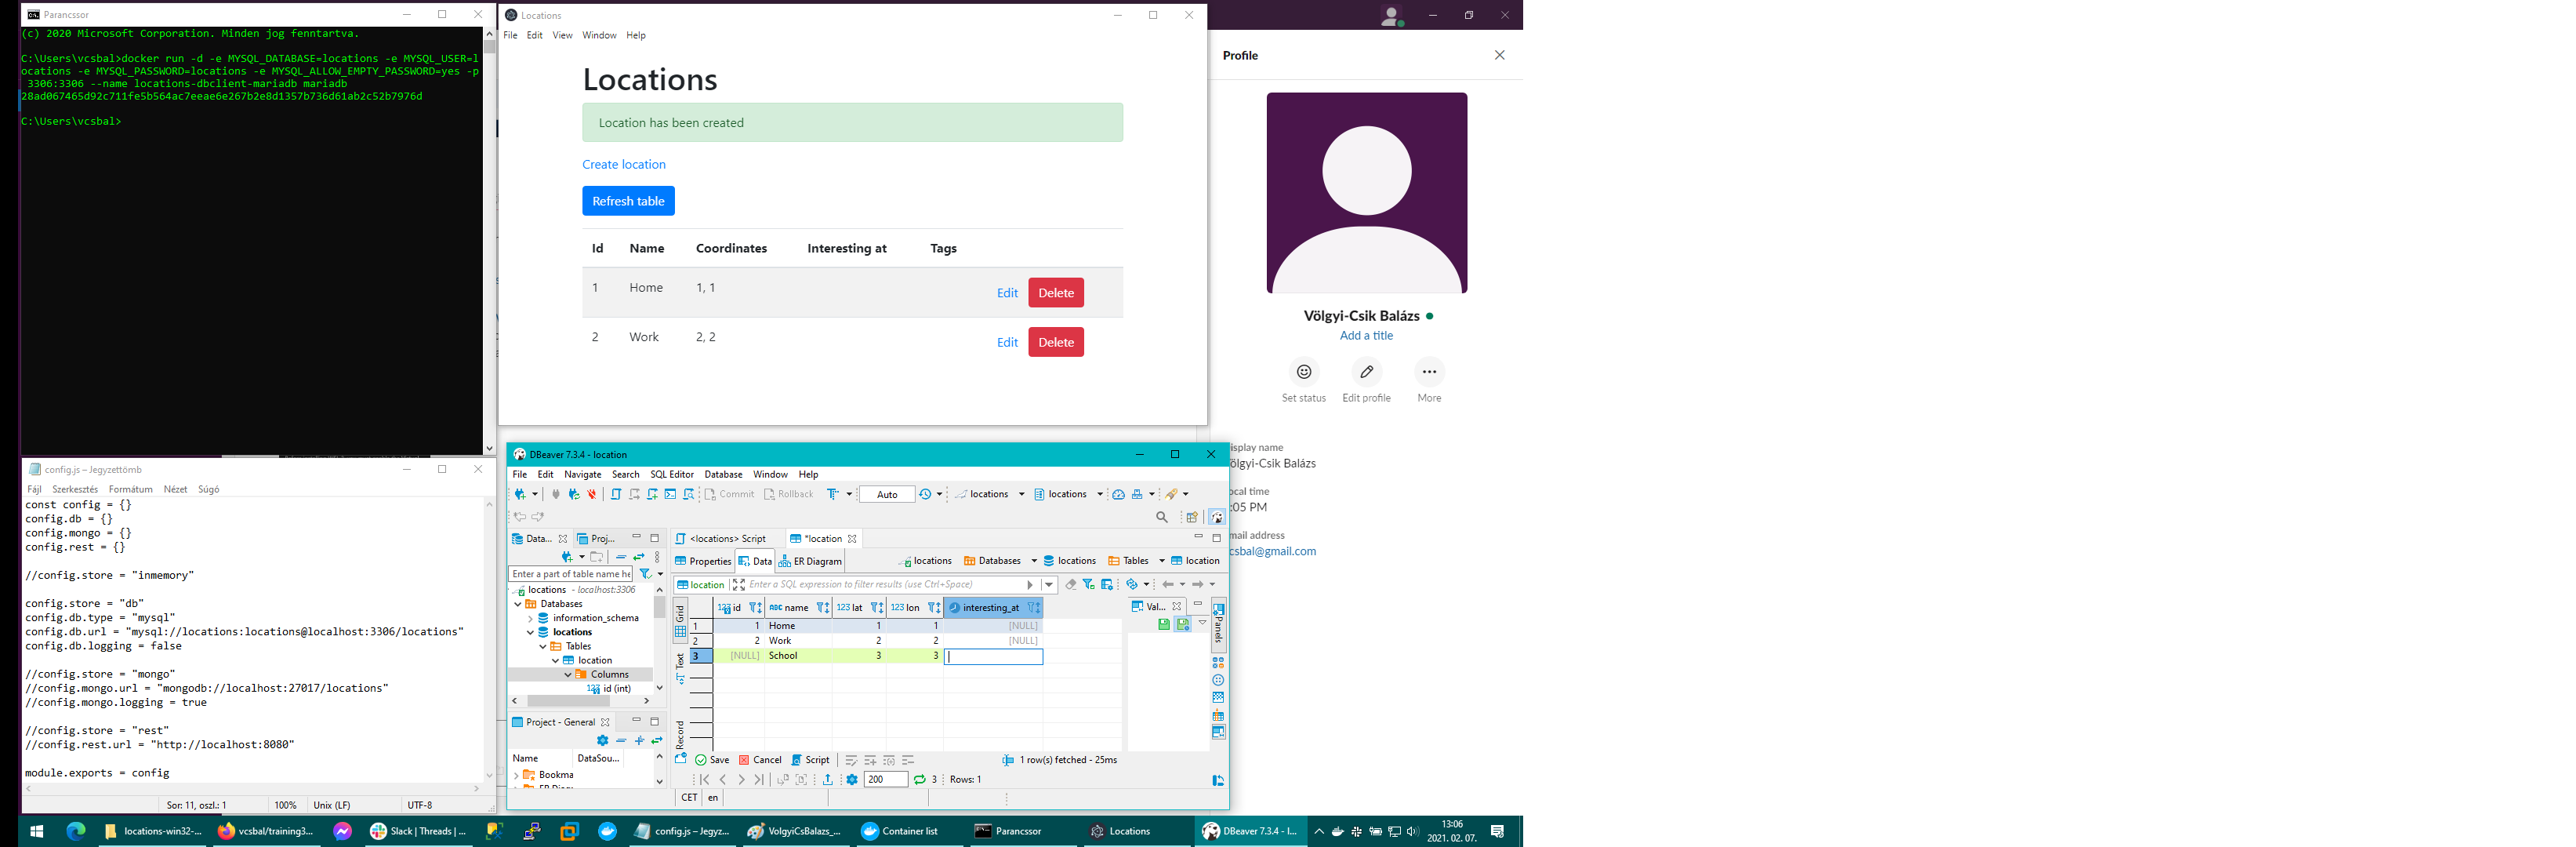 Parancssor
(c) 2020 Microsoft Corporation. Minden jog fenntartva.
C:\Users\vcsbal>docker run -d -e MYSQL_DATABASE=locations -e MYSQL_USER=l
ocations -e MYSQL_PASSWORD=locations -e MYSQL_ALLOW_EMPTY_PASSWORD=yes -p
3306:3306 --name locations-dbclient-mariadb mariadb
28ad067465d92c711fe5b564ac7eeae6e267b2e8d1357b736d61ab2c52b7976d
C:\Users\vcsbal>
Locations
File Edit View Window Help
Locations
Location has been created
Create location
Refresh table
Id Name Coordinates Interesting at Tags
1 Home 1, 1 Edit Delete
2 Work 2, 2 Edit Delete
Profile
Völgyi-Csik Balázs
Add a title
Set status Edit profile More
isplay name
ölgyi-Csik Balázs
ocal time
:05 PM
mail address
csbal@gmail.com
config.js – Jegyzettömb
Fájl Szerkesztés Formátum Nézet Súgó
const config = {}
config.db = {}
config.mongo = {}
config.rest = {}
//config.store = "inmemory"
config.store = "db"
config.db.type = "mysql"
config.db.url = "mysql://locations:locations@localhost:3306/locations"
config.db.logging = false
//config.store = "mongo"
//config.mongo.url = "mongodb://localhost:27017/locations"
//config.mongo.logging = true
//config.store = "rest"
//config.rest.url = "http://localhost:8080"
module.exports = config
Sor: 11, oszl.: 1 100% Unix (LF) UTF-8
DBeaver 7.3.4 - location
File Edit Navigate Search SQL Editor Database Window Help
Commit Rollback Auto locations locations
Data... Proj...
<locations> Script *location
Properties Data ER Diagram locations Databases locations Tables location
Enter a part of table name he
location Enter a SQL expression to filter results (use Ctrl+Space)
locations - localhost:3306
Databases
information_schema
locations
Tables
location
Columns
id (int)
Grid
Text
Record
id name lat lon interesting_at
1 1 Home 1 1 [NULL]
2 2 Work 2 2 [NULL]
3 [NULL] School 3 3
Val...
Panels
Project - General
Name DataSou...
Bookma
ER Diagr
Save Cancel Script 1 row(s) fetched - 25ms
200 3 Rows: 1
CET en
locations-win32-... vcsbal/training3... Slack | Threads | ... config.js – Jegyz... VolgyiCsBalazs_... Container list Parancssor Locations DBeaver 7.3.4 - l...
13:06
2021. 02. 07.